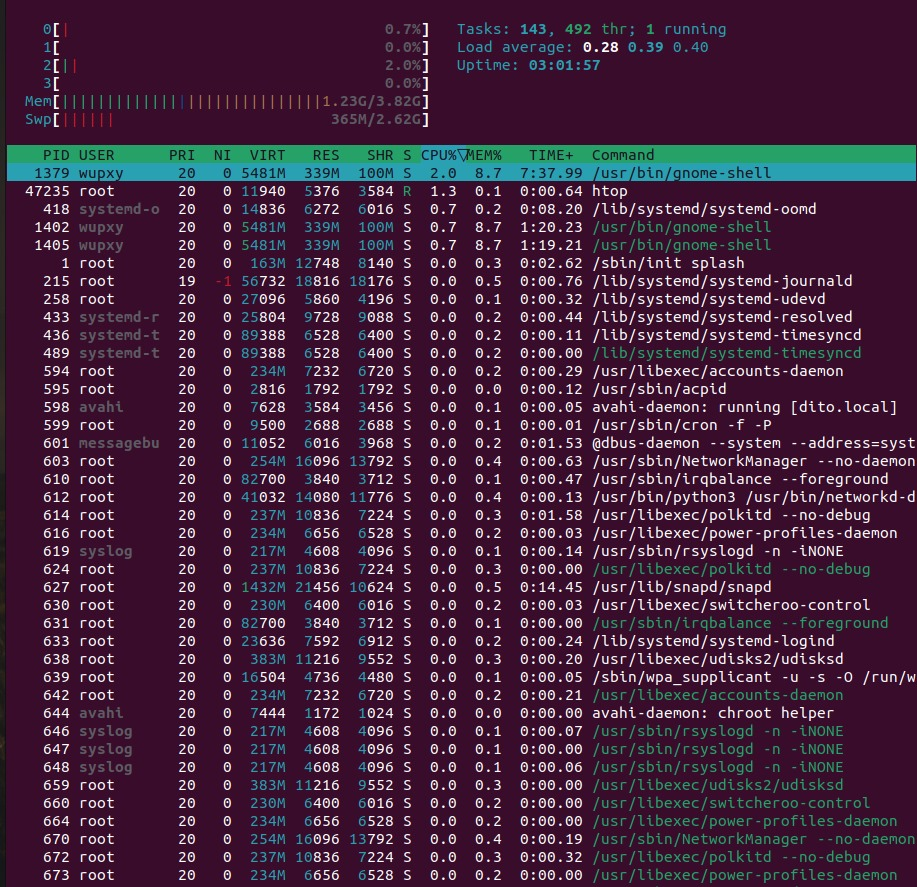 0[| 0.7%] Tasks: 143, 492 thr; 1 running
1[ 0.0%] Load average: 0.28 0.39 0.40
2[|| 2.0%] Uptime: 03:01:57
3[ 0.0%]
Mem[||||||||||||||||||||||||||||||1.23G/3.82G]
Swp[|||||| 365M/2.62G]
PID USER PRI NI VIRT RES SHR S CPU%▽MEM% TIME+ Command
1379 wupxy 20 0 5481M 339M 100M S 2.0 8.7 7:37.99 /usr/bin/gnome-shell
47235 root 20 0 11940 5376 3584 R 1.3 0.1 0:00.64 htop
418 systemd-o 20 0 14836 6272 6016 S 0.7 0.2 0:08.20 /lib/systemd/systemd-oomd
1402 wupxy 20 0 5481M 339M 100M S 0.7 8.7 1:20.23 /usr/bin/gnome-shell
1405 wupxy 20 0 5481M 339M 100M S 0.7 8.7 1:19.21 /usr/bin/gnome-shell
1 root 20 0 163M 12748 8140 S 0.0 0.3 0:02.62 /sbin/init splash
215 root 19 -1 56732 18816 18176 S 0.0 0.5 0:00.76 /lib/systemd/systemd-journald
258 root 20 0 27096 5860 4196 S 0.0 0.1 0:00.32 /lib/systemd/systemd-udevd
433 systemd-r 20 0 25804 9728 9088 S 0.0 0.2 0:00.44 /lib/systemd/systemd-resolved
436 systemd-t 20 0 89388 6528 6400 S 0.0 0.2 0:00.11 /lib/systemd/systemd-timesyncd
489 systemd-t 20 0 89388 6528 6400 S 0.0 0.2 0:00.00 /lib/systemd/systemd-timesyncd
594 root 20 0 234M 7232 6720 S 0.0 0.2 0:00.29 /usr/libexec/accounts-daemon
595 root 20 0 2816 1792 1792 S 0.0 0.0 0:00.12 /usr/sbin/acpid
598 avahi 20 0 7628 3584 3456 S 0.0 0.1 0:00.05 avahi-daemon: running [dito.local]
599 root 20 0 9500 2688 2688 S 0.0 0.1 0:00.01 /usr/sbin/cron -f -P
601 messagebu 20 0 11052 6016 3968 S 0.0 0.2 0:01.53 @dbus-daemon --system --address=syst
603 root 20 0 254M 16096 13792 S 0.0 0.4 0:00.63 /usr/sbin/NetworkManager --no-daemon
610 root 20 0 82700 3840 3712 S 0.0 0.1 0:00.47 /usr/sbin/irqbalance --foreground
612 root 20 0 41032 14080 11776 S 0.0 0.4 0:00.13 /usr/bin/python3 /usr/bin/networkd-d
614 root 20 0 237M 10836 7224 S 0.0 0.3 0:01.58 /usr/libexec/polkitd --no-debug
616 root 20 0 234M 6656 6528 S 0.0 0.2 0:00.03 /usr/libexec/power-profiles-daemon
619 syslog 20 0 217M 4608 4096 S 0.0 0.1 0:00.14 /usr/sbin/rsyslogd -n -iNONE
624 root 20 0 237M 10836 7224 S 0.0 0.3 0:00.00 /usr/libexec/polkitd --no-debug
627 root 20 0 1432M 21456 10624 S 0.0 0.5 0:14.45 /usr/lib/snapd/snapd
630 root 20 0 230M 6400 6016 S 0.0 0.2 0:00.03 /usr/libexec/switcheroo-control
631 root 20 0 82700 3840 3712 S 0.0 0.1 0:00.00 /usr/sbin/irqbalance --foreground
633 root 20 0 23636 7592 6912 S 0.0 0.2 0:00.24 /lib/systemd/systemd-logind
638 root 20 0 383M 11216 9552 S 0.0 0.3 0:00.20 /usr/libexec/udisks2/udisksd
639 root 20 0 16504 4736 4480 S 0.0 0.1 0:00.05 /sbin/wpa_supplicant -u -s -O /run/w
642 root 20 0 234M 7232 6720 S 0.0 0.2 0:00.21 /usr/libexec/accounts-daemon
644 avahi 20 0 7444 1172 1024 S 0.0 0.0 0:00.00 avahi-daemon: chroot helper
646 syslog 20 0 217M 4608 4096 S 0.0 0.1 0:00.07 /usr/sbin/rsyslogd -n -iNONE
647 syslog 20 0 217M 4608 4096 S 0.0 0.1 0:00.00 /usr/sbin/rsyslogd -n -iNONE
648 syslog 20 0 217M 4608 4096 S 0.0 0.1 0:00.06 /usr/sbin/rsyslogd -n -iNONE
659 root 20 0 383M 11216 9552 S 0.0 0.3 0:00.00 /usr/libexec/udisks2/udisksd
660 root 20 0 230M 6400 6016 S 0.0 0.2 0:00.00 /usr/libexec/switcheroo-control
664 root 20 0 234M 6656 6528 S 0.0 0.2 0:00.00 /usr/libexec/power-profiles-daemon
670 root 20 0 254M 16096 13792 S 0.0 0.4 0:00.19 /usr/sbin/NetworkManager --no-daemon
672 root 20 0 237M 10836 7224 S 0.0 0.3 0:00.32 /usr/libexec/polkitd --no-debug
673 root 20 0 234M 6656 6528 S 0.0 0.2 0:00.00 /usr/libexec/power-profiles-daemon